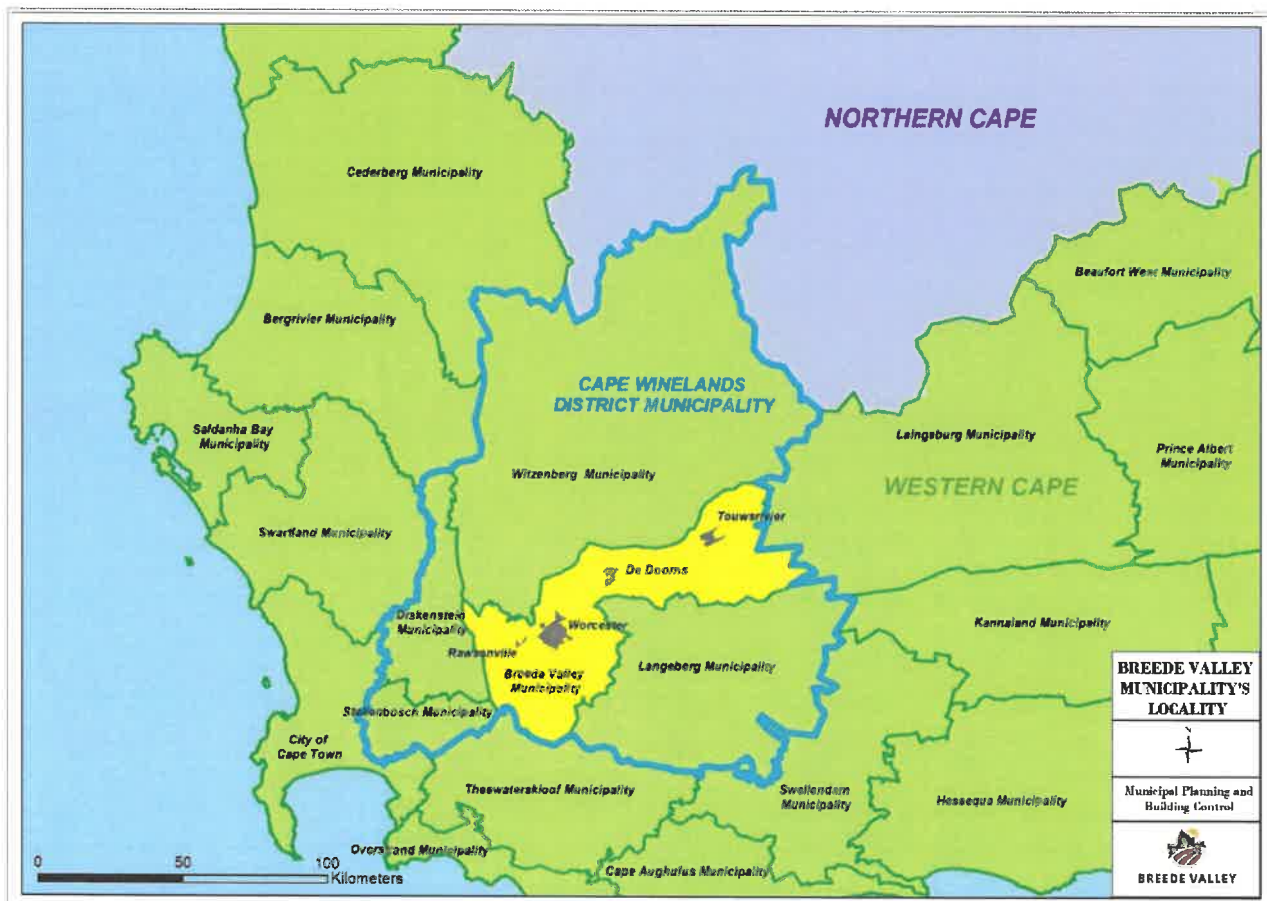 NORTHERN CAPE
Cederberg Municipality
Beaufort West Municipality
Bergrivier Municipality
CAPE WINELANDS
DISTRICT MUNICIPALITY
Saldanha Bay
Municipality
Laingsburg Municipality
Prince Albert
Municipality
Witzenberg Municipality
WESTERN CAPE
Touwsrivier
Swartland Municipality
De Dooms
Drakenstein
Municipality
Worcester
Kannaland Municipality
Rawsonville
Langeberg Municipality
Breede Valley
Municipality
Stellenbosch Municipality
City of
Cape Town
Theewaterskloof Municipality
Swellendam
Municipality
Hessequa Municipality
Overstrand Municipality
Cape Aughulus Municipality
0 50 100
Kilometers
BREEDE VALLEY
MUNICIPALITY'S
LOCALITY
Municipal Planning and
Building Control
BREEDE VALLEY